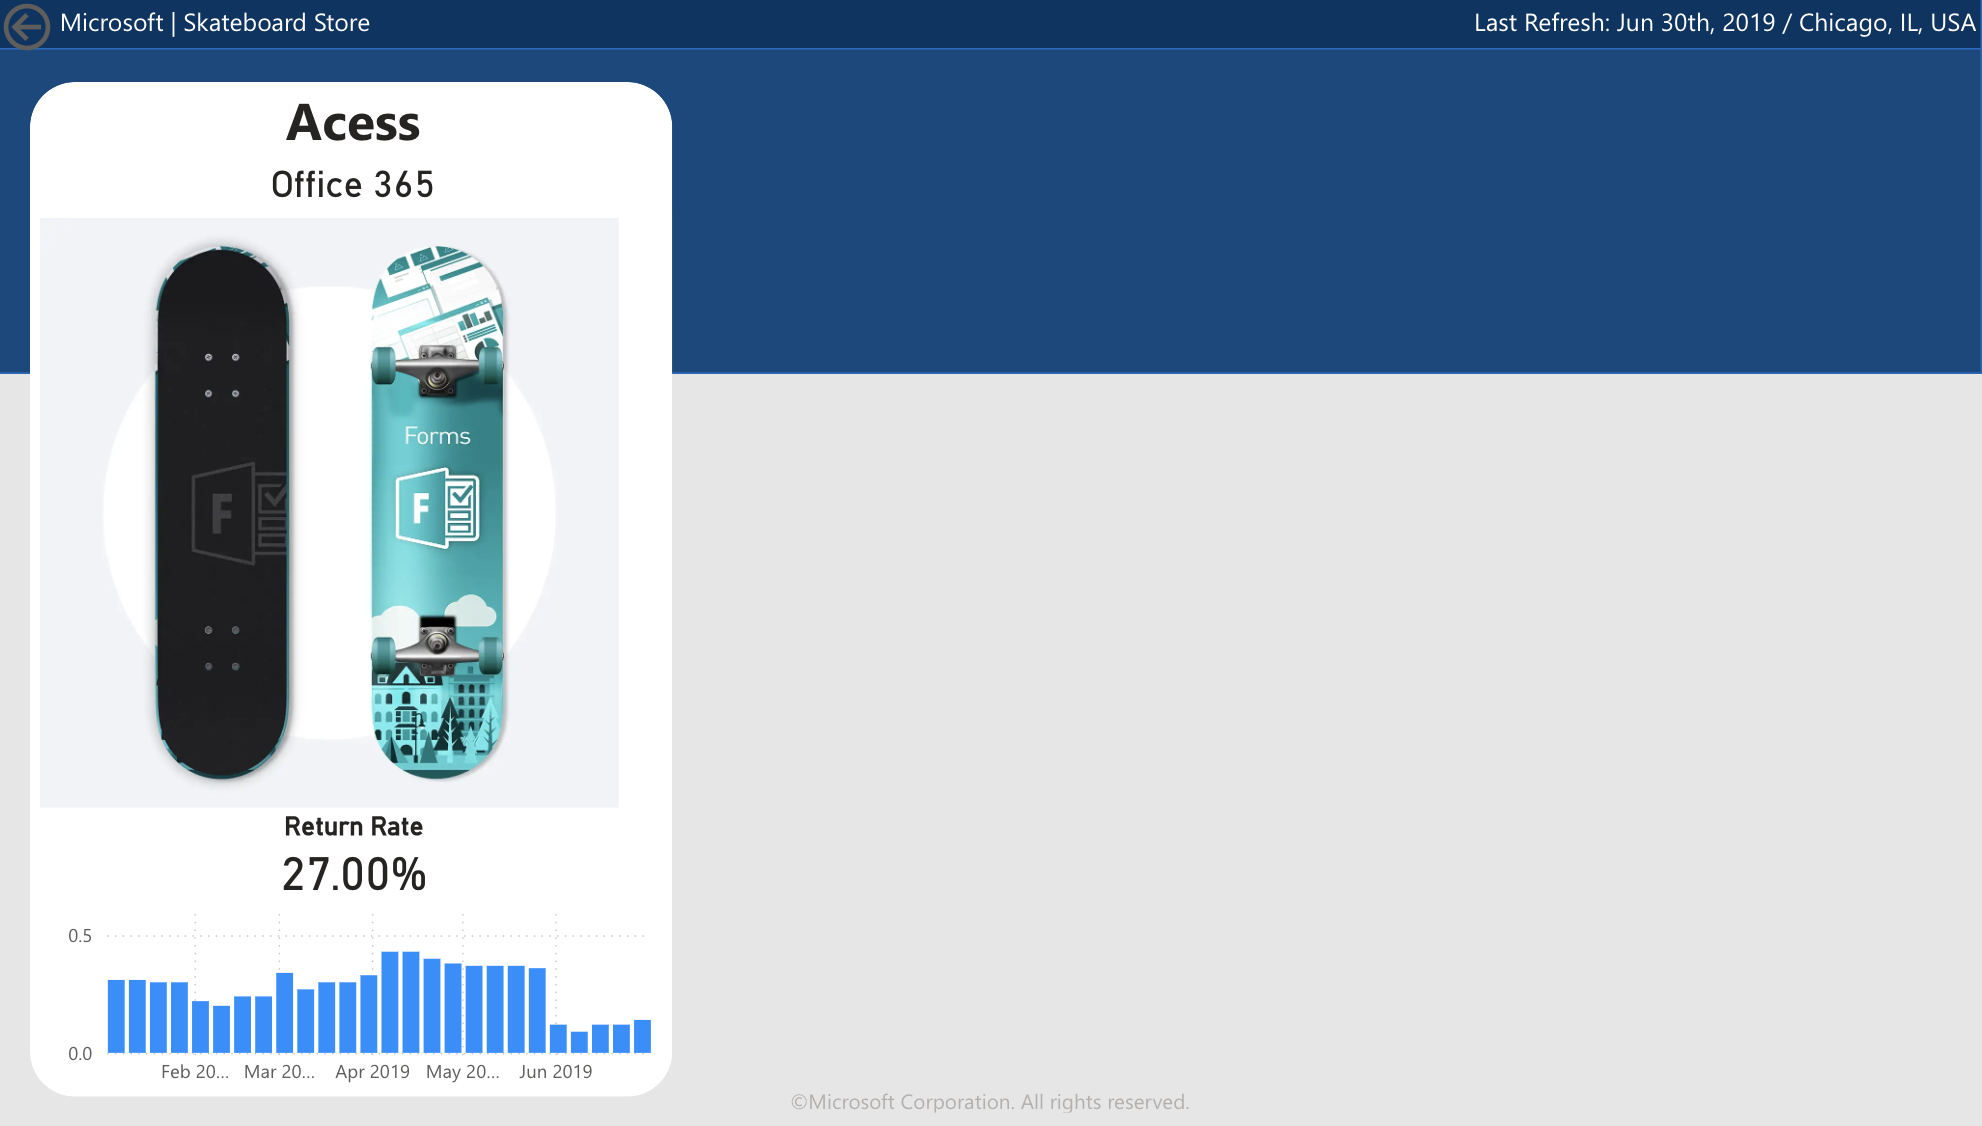 Microsoft | Skateboard Store
Last Refresh: Jun 30th, 2019 / Chicago, IL, USA
Acess
Office 365
F
Forms
F
Return Rate
27.00%
0.5
0.0
Feb 20...
Mar 20...
Apr 2019
May 20...
Jun 2019
©Microsoft Corporation. All rights reserved.